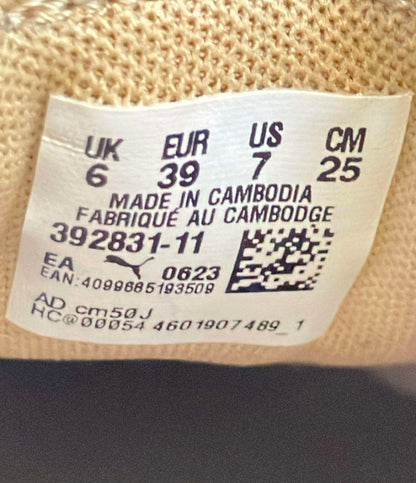 UK EUR US CM
6 39 7 25
MADE IN CAMBODIA
FABRIQUÉ AU CAMBODGE
392831-11
EA 0623
EAN:4099685193509
AD cm50J
HC@00054 4601907489_1